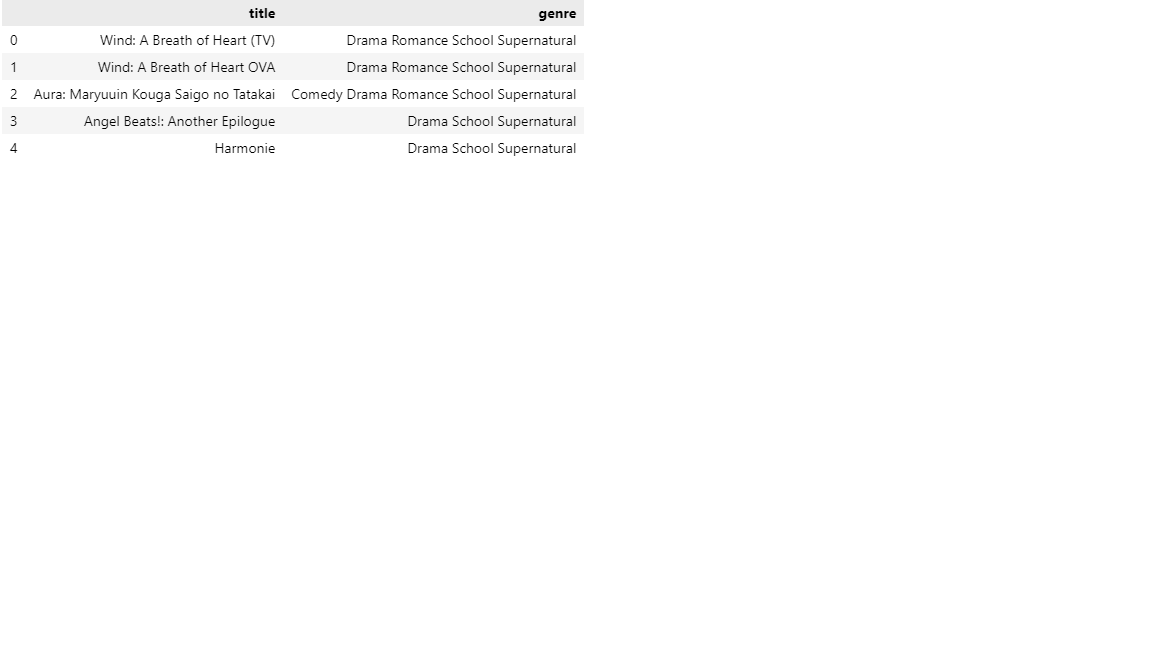 title genre
0 Wind: A Breath of Heart (TV) Drama Romance School Supernatural
1 Wind: A Breath of Heart OVA Drama Romance School Supernatural
2 Aura: Maryuuin Kouga Saigo no Tatakai Comedy Drama Romance School Supernatural
3 Angel Beats!: Another Epilogue Drama School Supernatural
4 Harmonie Drama School Supernatural